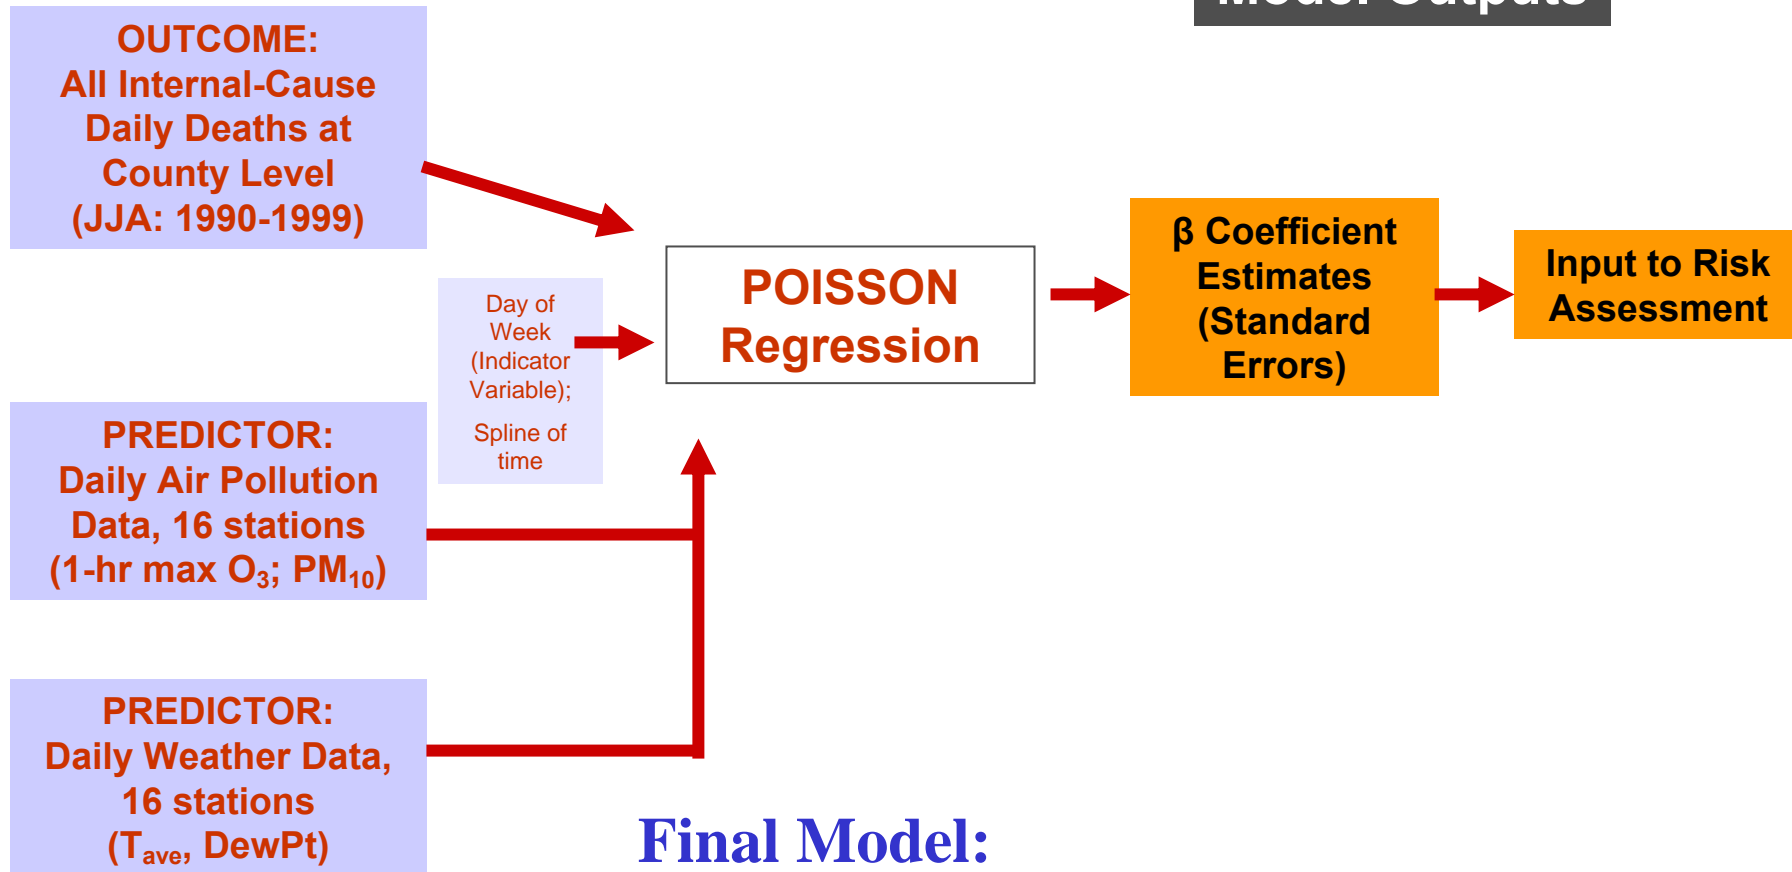 Model Outputs
OUTCOME:
All Internal-Cause
Daily Deaths at
County Level
(JJA: 1990-1999)
Day of
Week
(Indicator
Variable);
Spline of
time
POISSON
Regression
β Coefficient
Estimates
(Standard
Errors)
Input to Risk
Assessment
PREDICTOR:
Daily Air Pollution
Data, 16 stations
(1-hr max O₃; PM₁₀)
PREDICTOR:
Daily Weather Data,
16 stations
(Tave, DewPt)
Final Model: